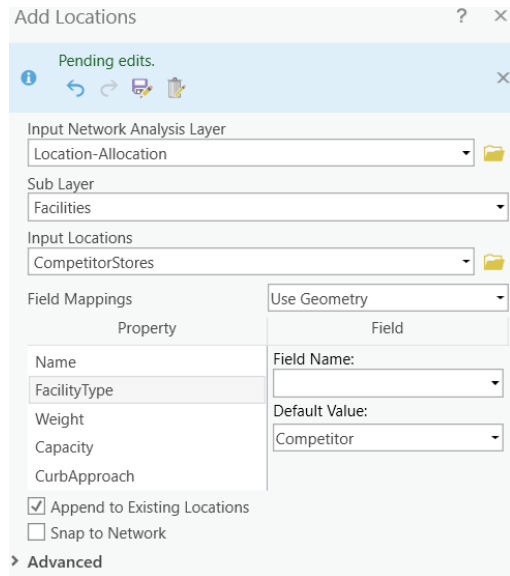 Add Locations ? ×
Pending edits.
Input Network Analysis Layer
Location-Allocation
Sub Layer
Facilities
Input Locations
CompetitorStores
Field Mappings Use Geometry
Property Field
Name Field Name:
FacilityType
Weight Default Value:
Capacity Competitor
CurbApproach
Append to Existing Locations
Snap to Network
Advanced